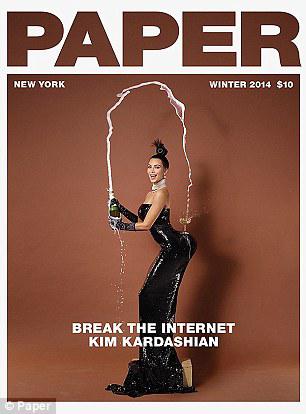 PAPER
NEW YORK
WINTER 2014 $10
BREAK THE INTERNET
KIM KARDASHIAN
© Paper